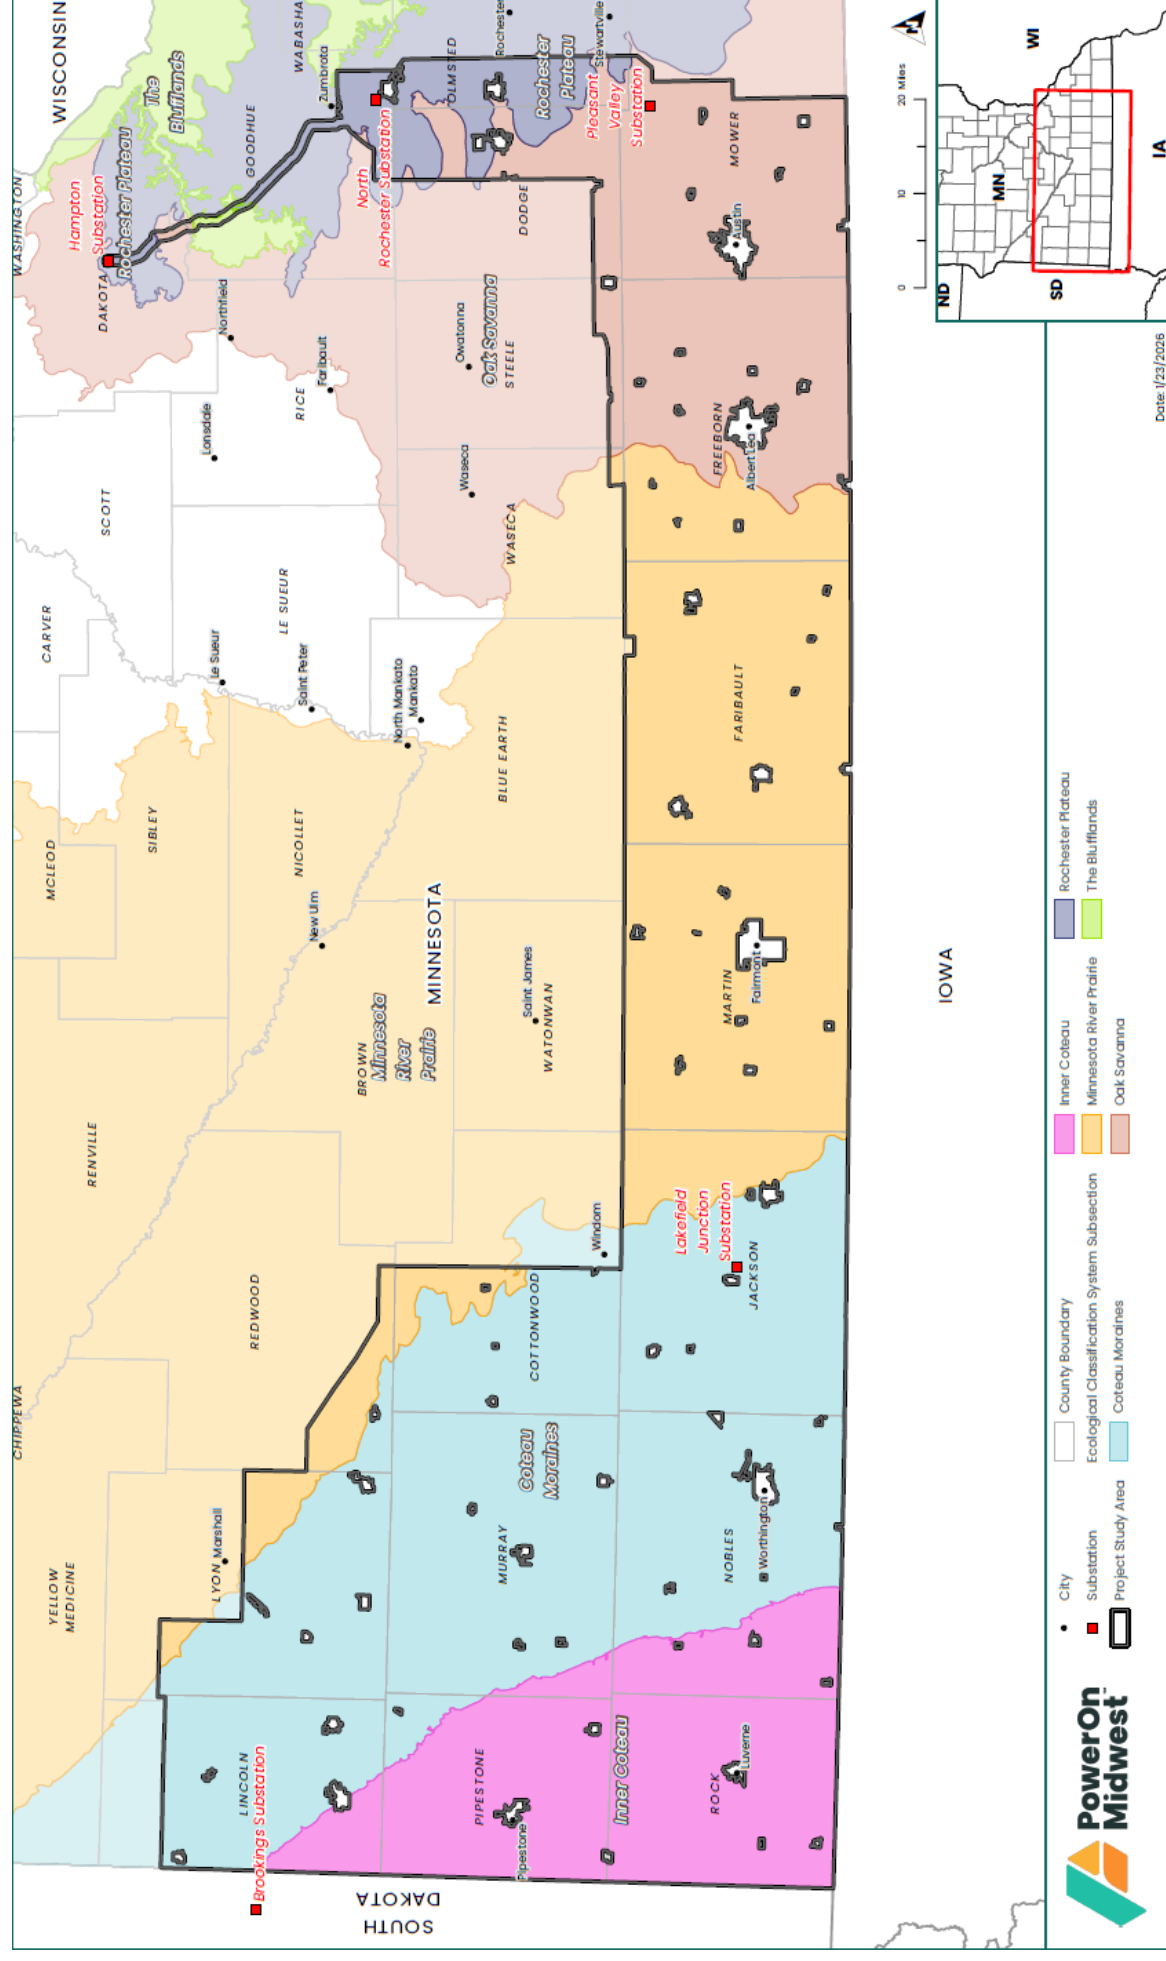 WISCONSIN
WASHINGTON
The
Blufflands
WABASHA
Hampton
Substation
Rochester Plateau
DAKOTA
GOODHUE
Zumbrota
OLMSTED
Rochester
Rochester
Plateau
Stewartville
North
Rochester Substation
Pleasant
Valley
Substation
MOWER
DODGE
Austin
Northfield
Faribault
RICE
Lonsdale
Owatonna
Oak Savanna
STEELE
Waseca
WASECA
FREEBORN
Albert Lea
SCOTT
CARVER
LE SUEUR
Le Sueur
Saint Peter
North Mankato
Mankato
BLUE EARTH
FARIBAULT
MCLEOD
SIBLEY
NICOLLET
New Ulm
MINNESOTA
BROWN
Minnesota
River
Prairie
Saint James
WATONWAN
MARTIN
Fairmont
RENVILLE
REDWOOD
Windom
COTTONWOOD
Lakefield
Junction
Substation
JACKSON
CHIPPEWA
YELLOW
MEDICINE
LYON
Marshall
Coteau
Moraines
MURRAY
NOBLES
Worthington
LINCOLN
Brookings Substation
PIPESTONE
Pipestone
Inner Coteau
ROCK
Luverne
SOUTH
DAKOTA
IOWA
PowerOn
Midwest™
City
Substation
Project Study Area
County Boundary
Ecological Classification System Subsection
Coteau Moraines
Inner Coteau
Minnesota River Prairie
Oak Savanna
Rochester Plateau
The Blufflands
N
0 10 20 Miles
ND
MN
WI
SD
IA
Date: 1/23/2026